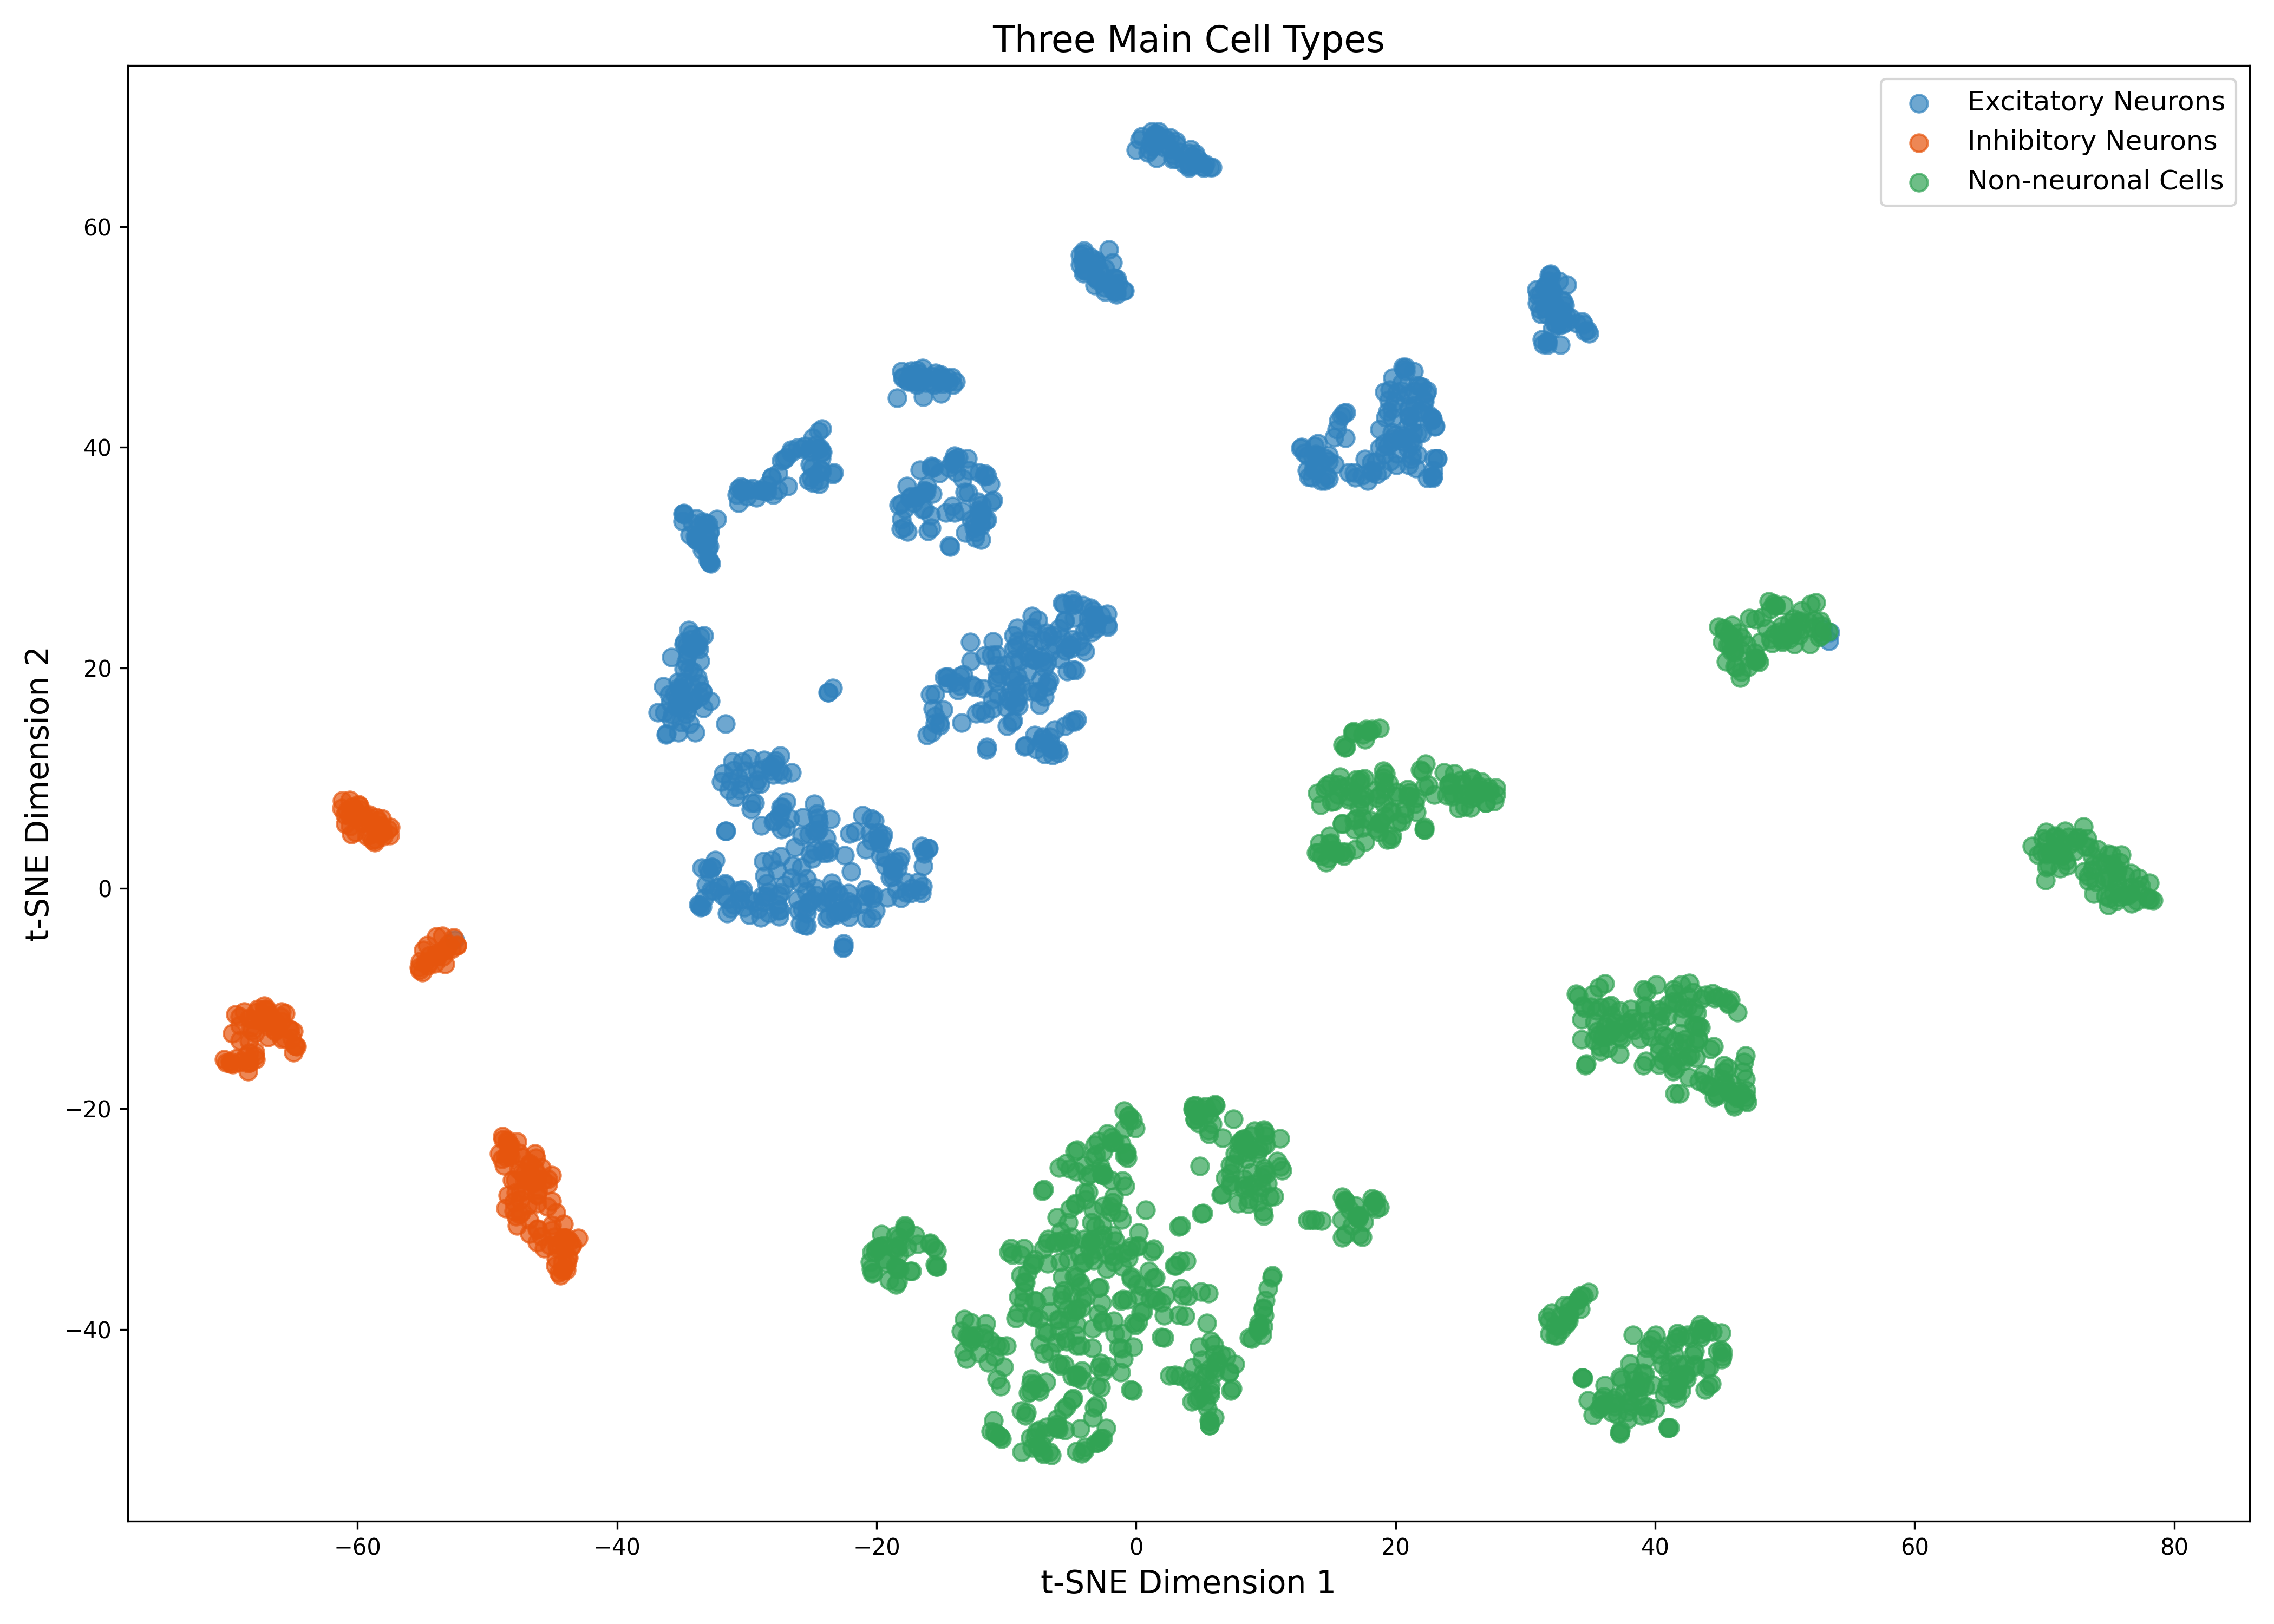 Three Main Cell Types
Excitatory Neurons
Inhibitory Neurons
Non-neuronal Cells
t-SNE Dimension 2
60
40
20
0
−20
−40
−60
−40
−20
0
20
40
60
80
t-SNE Dimension 1